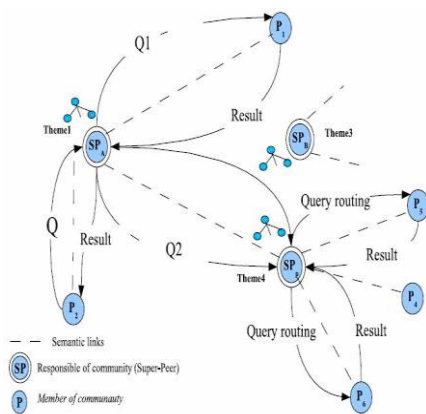 Q1
P1
Theme1
SPA
Result
SPB
Theme3
Query routing
P5
Q
Result
Q2
Theme4
SPP
Result
P2
P4
Query routing
Result
P6
Semantic links
SP Responsible of community (Super-Peer)
P Member of communauty